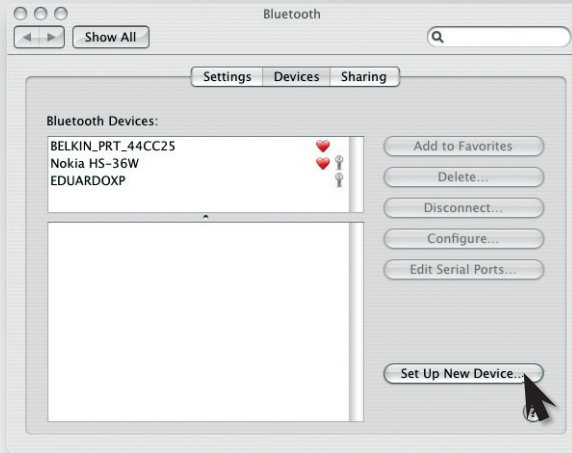 Bluetooth
Show All
Settings Devices Sharing
Bluetooth Devices:
BELKIN_PRT_44CC25
Nokia HS-36W
EDUARDOXP
Add to Favorites
Delete...
Disconnect...
Configure...
Edit Serial Ports...
Set Up New Device...
?